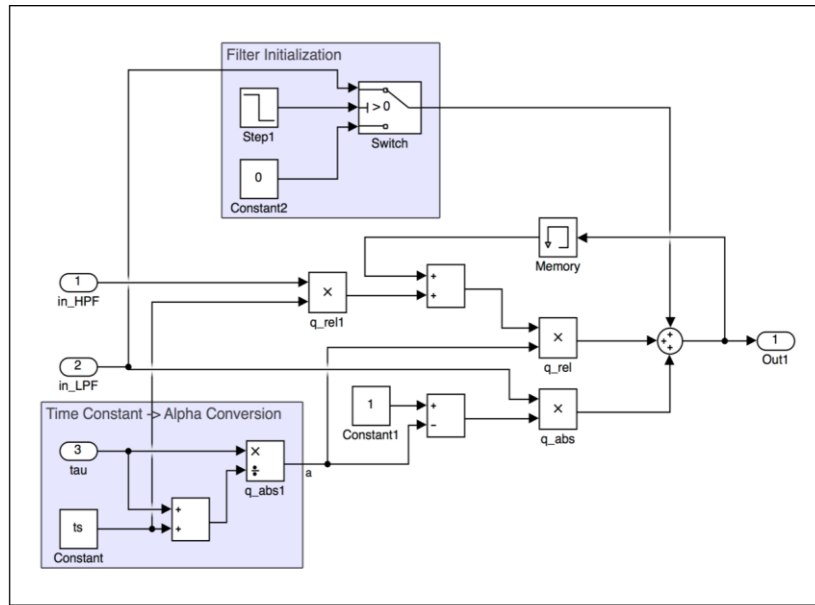 Filter Initialization
> 0
Step1
Switch
0
Constant2
Memory
1
in_HPF
×
q_rel1
+
+
×
q_rel
+
+
+
1
Out1
2
in_LPF
Time Constant -> Alpha Conversion
1
Constant1
+
−
×
q_abs
3
tau
×
÷
q_abs1
a
ts
Constant
+
+